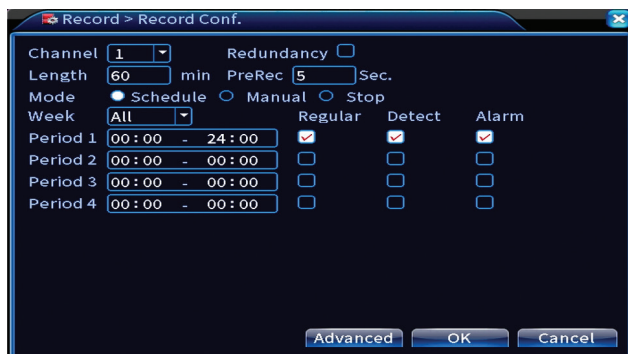 Record > Record Conf.
Channel 1 Redundancy
Length 60 min PreRec 5 Sec.
Mode Schedule Manual Stop
Week All Regular Detect Alarm
Period 1 00:00 - 24:00
Period 2 00:00 - 00:00
Period 3 00:00 - 00:00
Period 4 00:00 - 00:00
Advanced OK Cancel